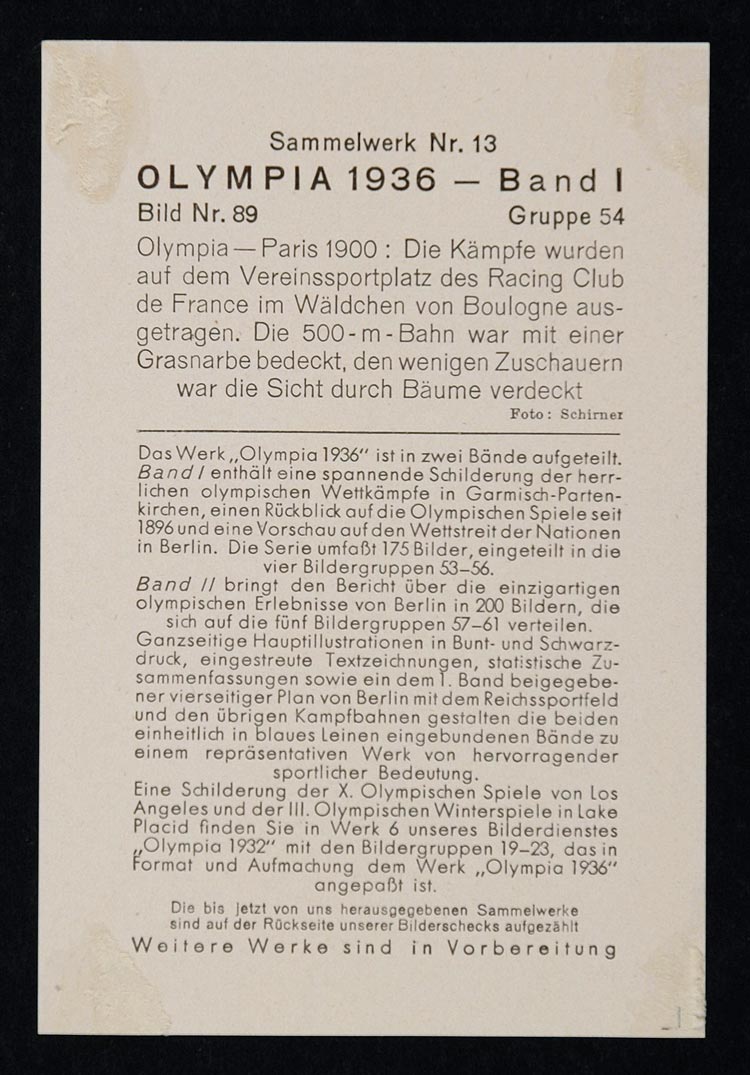 Sammelwerk Nr. 13
OLYMPIA 1936 — Band I
Bild Nr. 89 Gruppe 54
Olympia — Paris 1900 : Die Kämpfe wurden
auf dem Vereinssportplatz des Racing Club
de France im Wäldchen von Boulogne aus-
getragen. Die 500-m-Bahn war mit einer
Grasnarbe bedeckt, den wenigen Zuschauern
war die Sicht durch Bäume verdeckt
Foto: Schirner
Das Werk „Olympia 1936“ ist in zwei Bände aufgeteilt.
Band I enthält eine spannende Schilderung der herr-
lichen olympischen Wettkämpfe in Garmisch-Parten-
kirchen, einen Rückblick auf die Olympischen Spiele seit
1896 und eine Vorschau auf den Wettstreit der Nationen
in Berlin. Die Serie umfaßt 175 Bilder, eingeteilt in die
vier Bildergruppen 53–56.
Band II bringt den Bericht über die einzigartigen
olympischen Erlebnisse von Berlin in 200 Bildern, die
sich auf die fünf Bildergruppen 57–61 verteilen.
Ganzseitige Hauptillustrationen in Bunt- und Schwarz-
druck, eingestreute Textzeichnungen, statistische Zu-
sammenfassungen sowie ein dem I. Band beigegebe-
ner vierseitiger Plan von Berlin mit dem Reichssportfeld
und den übrigen Kampfbahnen gestalten die beiden
einheitlich in blaues Leinen eingebundenen Bände zu
einem repräsentativen Werk von hervorragender
sportlicher Bedeutung.
Eine Schilderung der X. Olympischen Spiele von Los
Angeles und der III. Olympischen Winterspiele in Lake
Placid finden Sie in Werk 6 unseres Bilderdienstes
„Olympia 1932“ mit den Bildergruppen 19–23, das in
Format und Aufmachung dem Werk „Olympia 1936“
angepaßt ist.
Die bis jetzt von uns herausgegebenen Sammelwerke
sind auf der Rückseite unserer Bilderschecks aufgezählt
Weitere Werke sind in Vorbereitung